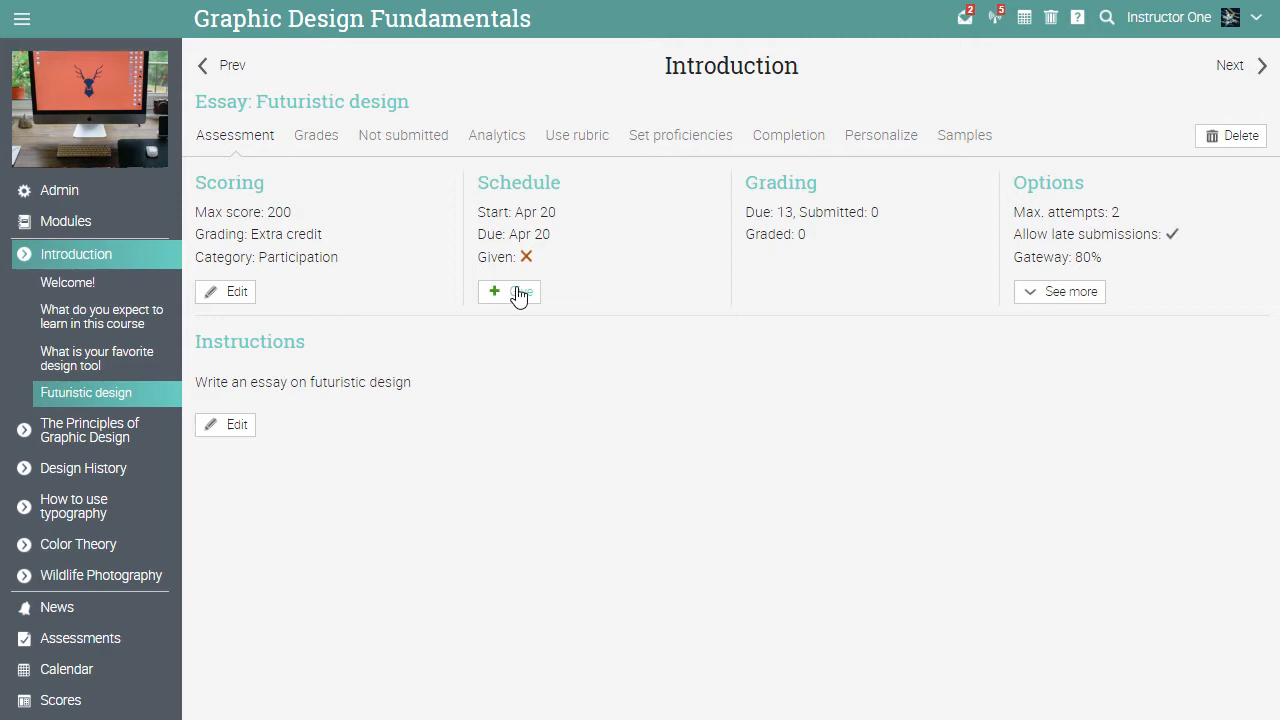 Graphic Design Fundamentals
2
5
?
Instructor One
Prev
Introduction
Next
Essay: Futuristic design
Assessment
Grades
Not submitted
Analytics
Use rubric
Set proficiencies
Completion
Personalize
Samples
Delete
Scoring
Max score: 200
Grading: Extra credit
Category: Participation
Edit
Schedule
Start: Apr 20
Due: Apr 20
Given:
Grading
Due: 13, Submitted: 0
Graded: 0
Options
Max. attempts: 2
Allow late submissions:
Gateway: 80%
See more
Instructions
Write an essay on futuristic design
Edit
Admin
Modules
Introduction
Welcome!
What do you expect to
learn in this course
What is your favorite
design tool
Futuristic design
The Principles of
Graphic Design
Design History
How to use
typography
Color Theory
Wildlife Photography
News
Assessments
Calendar
Scores